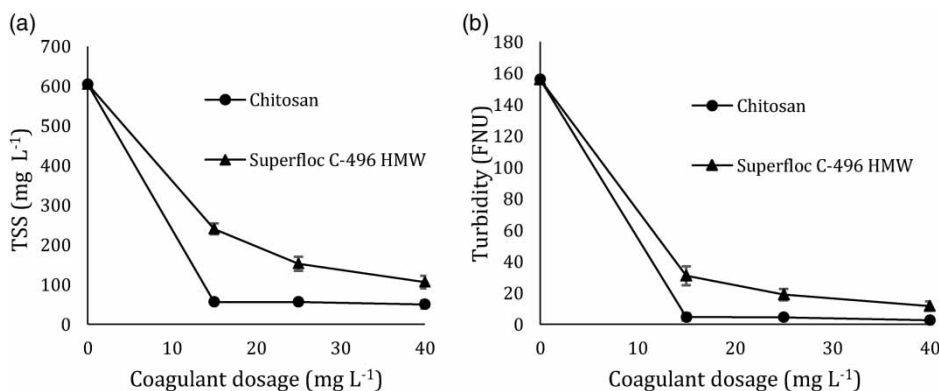 (a)
700
600
500
400
300
200
100
0
TSS (mg L⁻¹)
Chitosan
Superfloc C-496 HMW
0 10 20 30 40
Coagulant dosage (mg L⁻¹)
(b)
180
160
140
120
100
80
60
40
20
0
Turbidity (FNU)
Chitosan
Superfloc C-496 HMW
0 10 20 30 40
Coagulant dosage (mg L⁻¹)